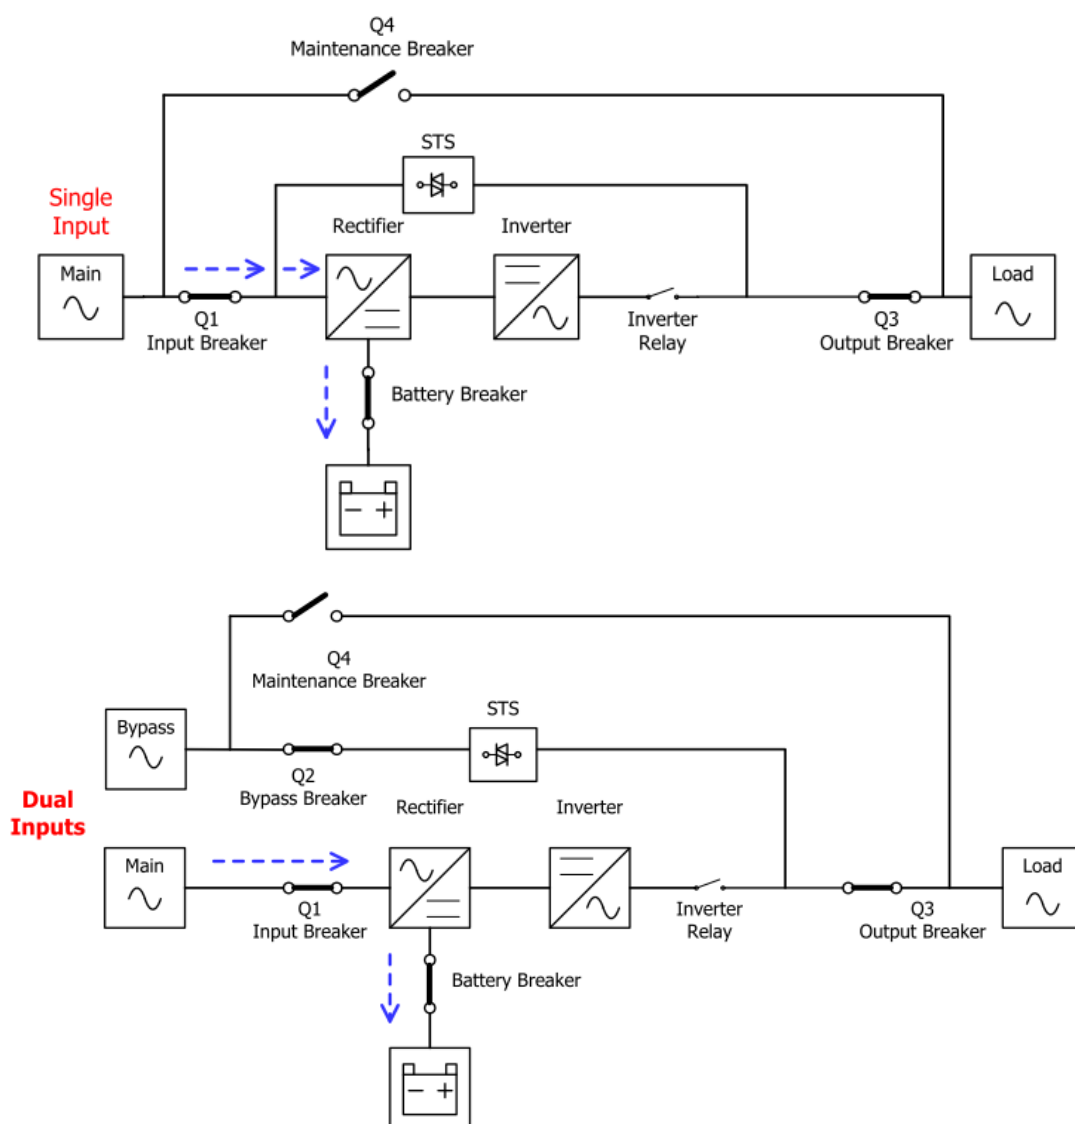 Q4
Maintenance Breaker
STS
Single
Input
Rectifier
Inverter
Main
Load
Q1
Input Breaker
Inverter
Relay
Q3
Output Breaker
Battery Breaker
Q4
Maintenance Breaker
STS
Bypass
Q2
Bypass Breaker
Dual
Inputs
Rectifier
Inverter
Main
Load
Q1
Input Breaker
Inverter
Relay
Q3
Output Breaker
Battery Breaker